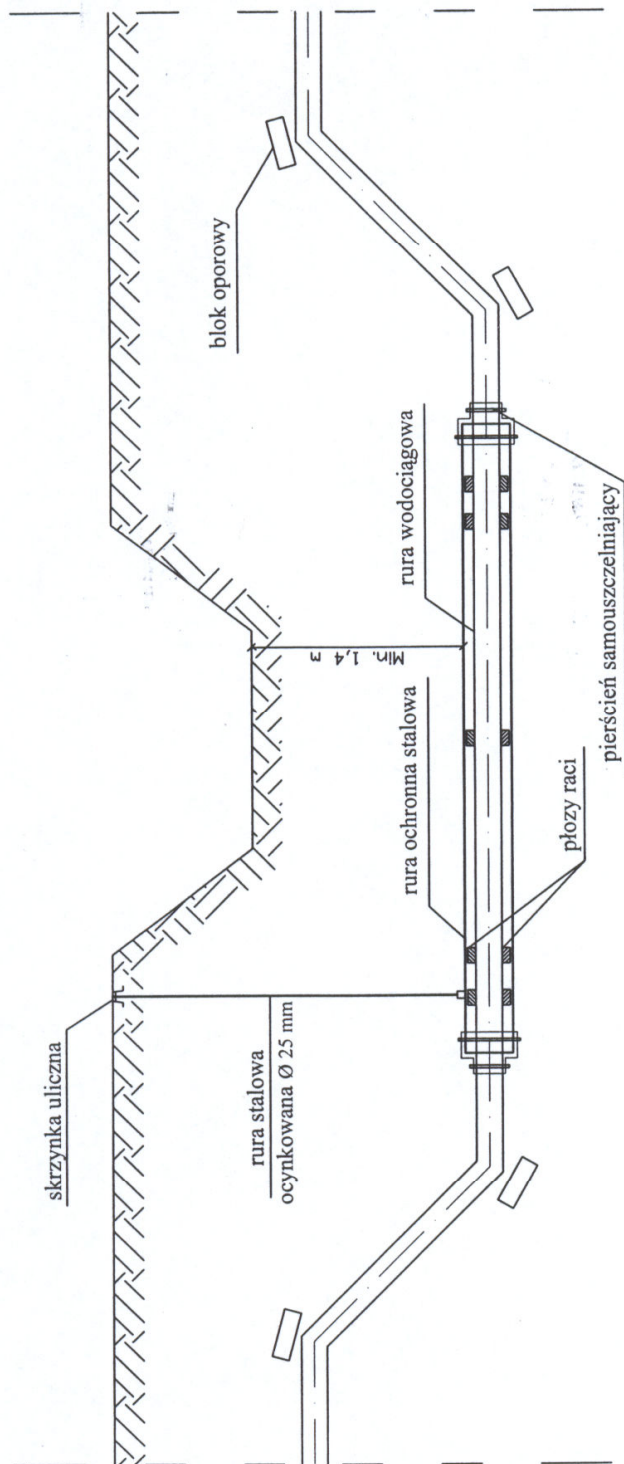 skrzynka uliczna
rura stalowa
ocynkowana Ø 25 mm
rura ochronna stalowa
rura wodociągowa
blok oporowy
Min. 1,4 m
płozy raci
pierścień samouszczelniający